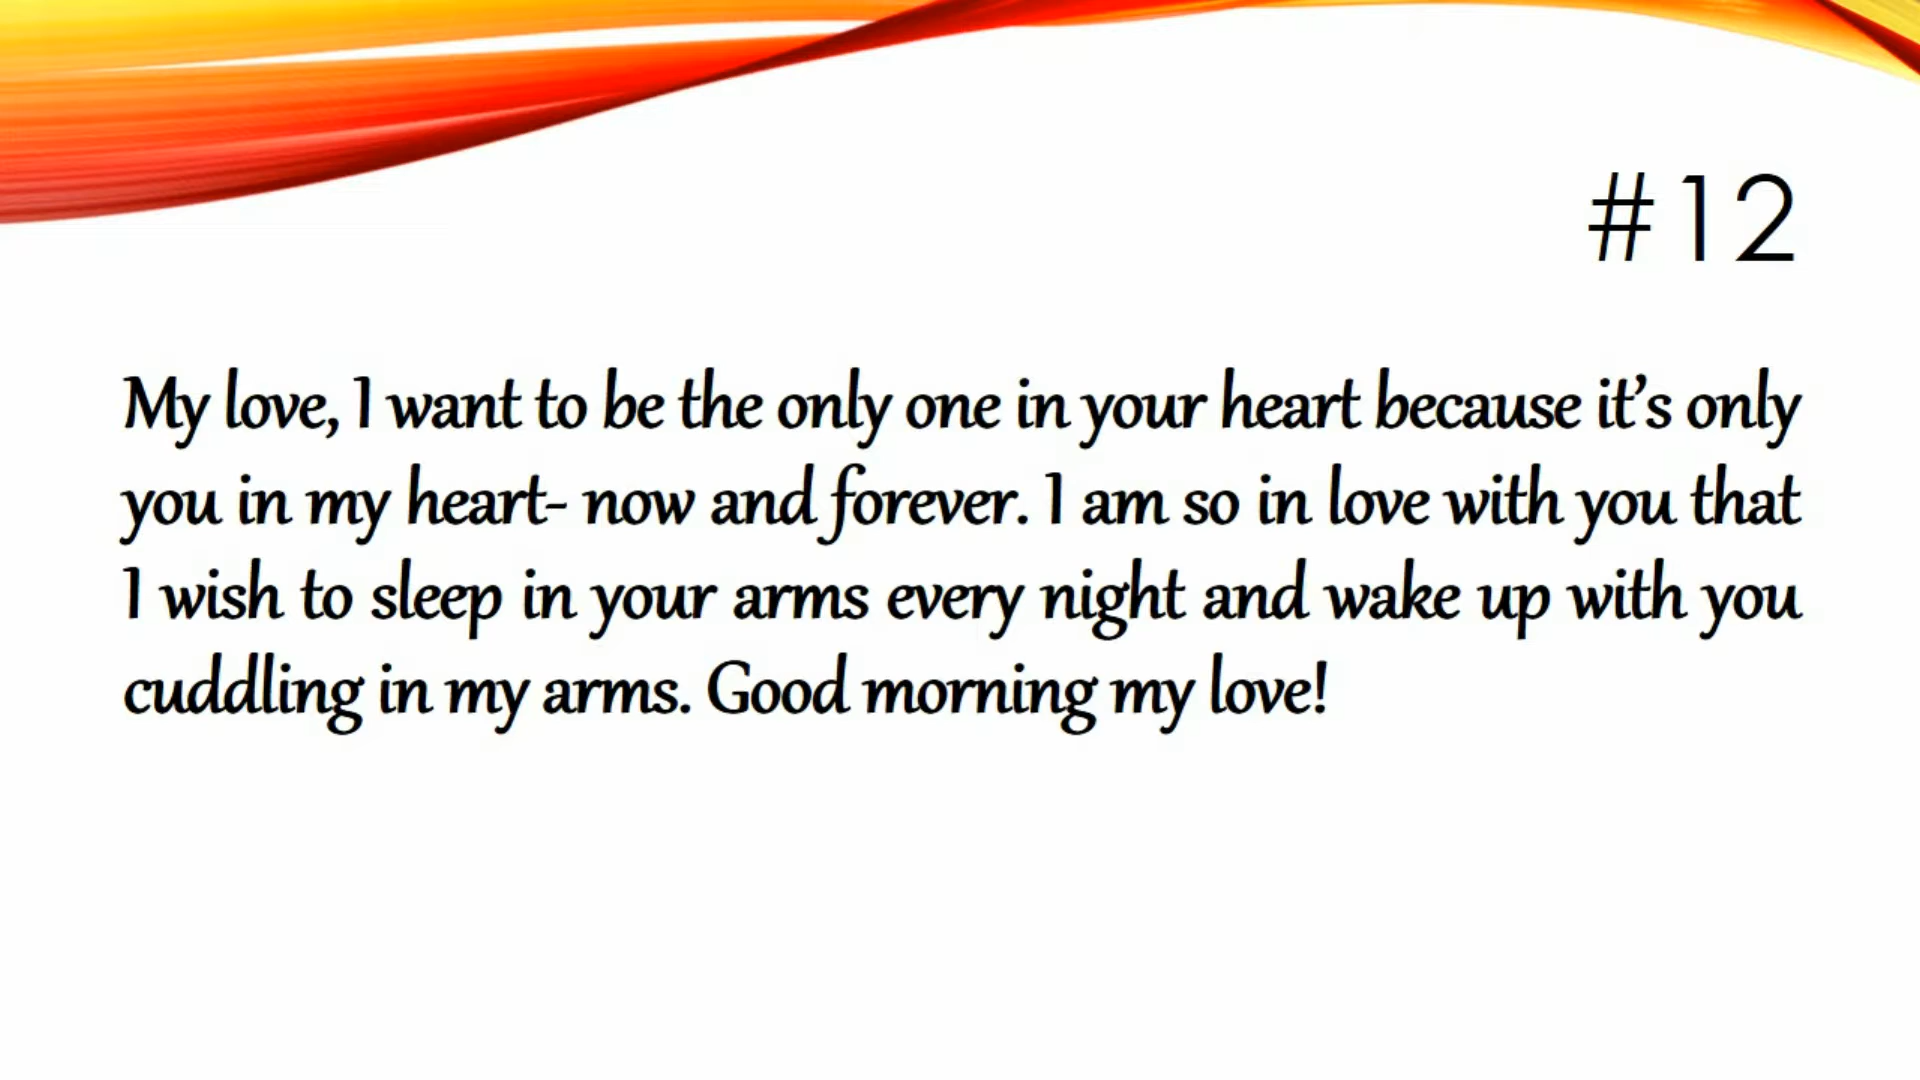 #12
My love, I want to be the only one in your heart because it’s only
you in my heart- now and forever. I am so in love with you that
I wish to sleep in your arms every night and wake up with you
cuddling in my arms. Good morning my love!